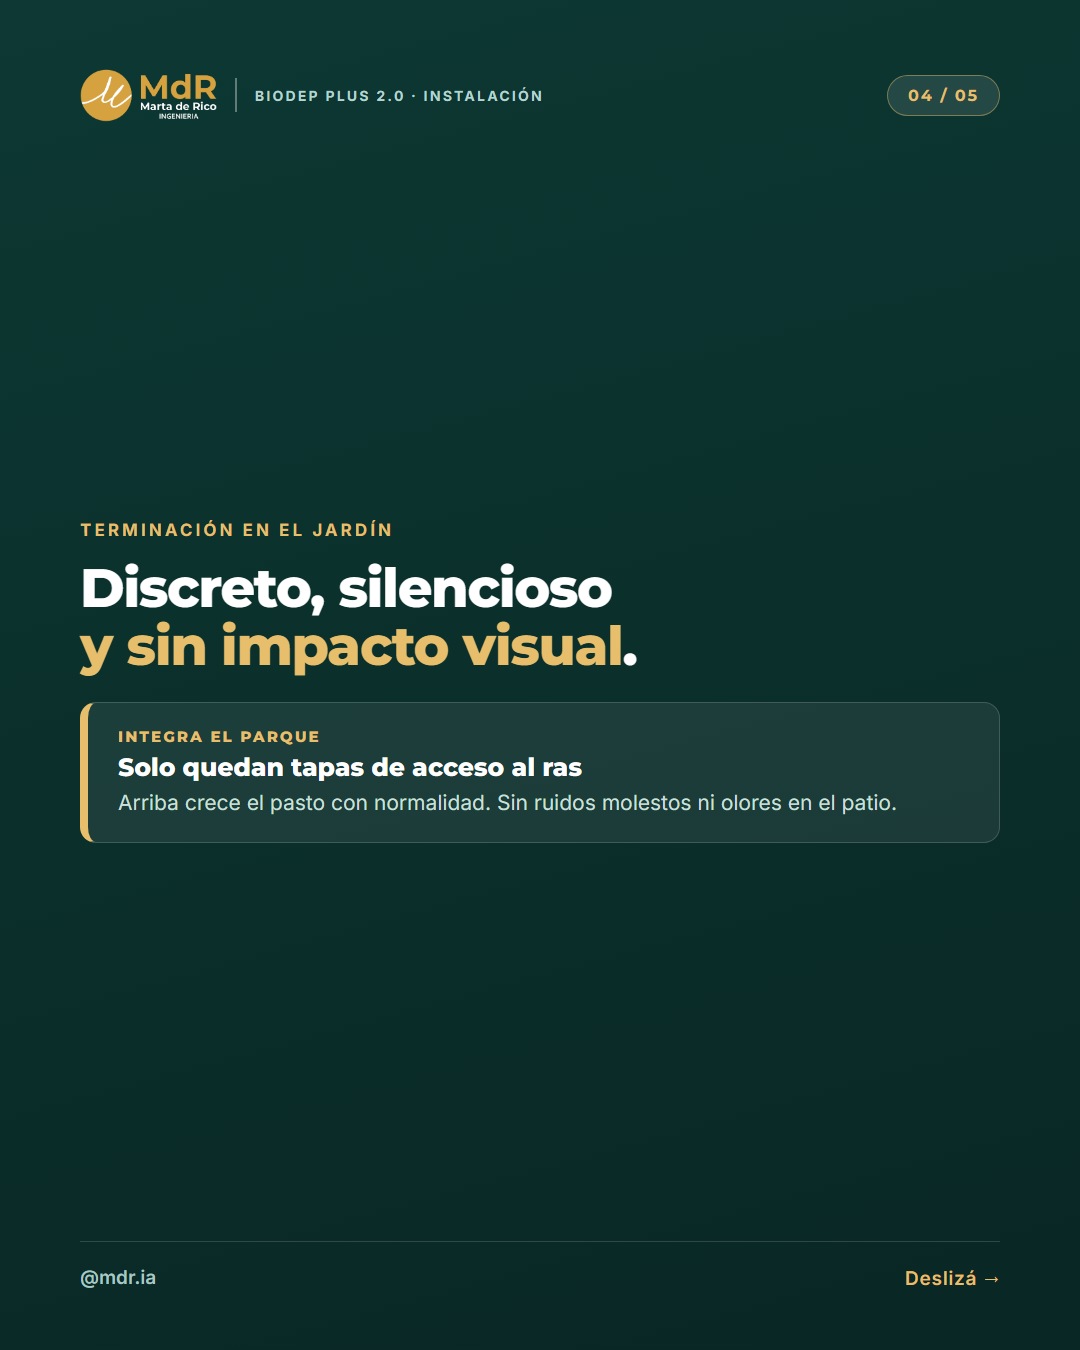 MdR
Marta de Rico
INGENIERIA
BIODEP PLUS 2.0 · INSTALACIÓN
04 / 05
TERMINACIÓN EN EL JARDÍN
Discreto, silencioso
y sin impacto visual.
INTEGRA EL PARQUE
Solo quedan tapas de acceso al ras
Arriba crece el pasto con normalidad. Sin ruidos molestos ni olores en el patio.
@mdr.ia
Deslizá →